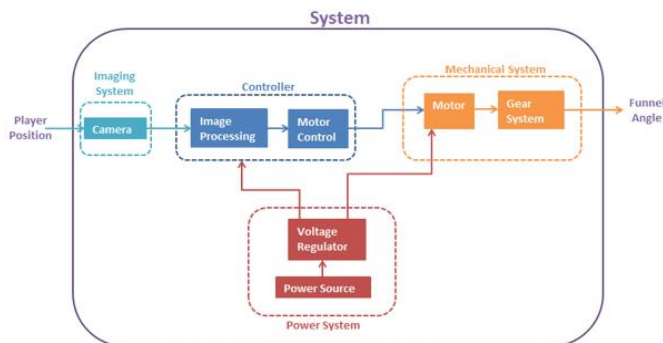 System
Imaging
System
Controller
Mechanical System
Player
Position
Camera
Image
Processing
Motor
Control
Motor
Gear
System
Funnel
Angle
Voltage
Regulator
Power Source
Power System